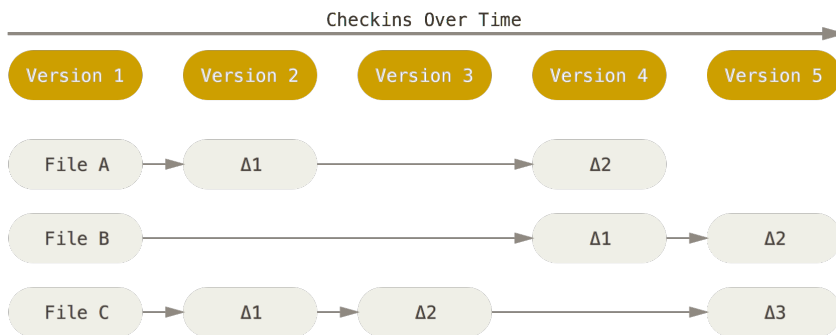 Checkins Over Time
Version 1 Version 2 Version 3 Version 4 Version 5
File A Δ1 Δ2
File B Δ1 Δ2
File C Δ1 Δ2 Δ3